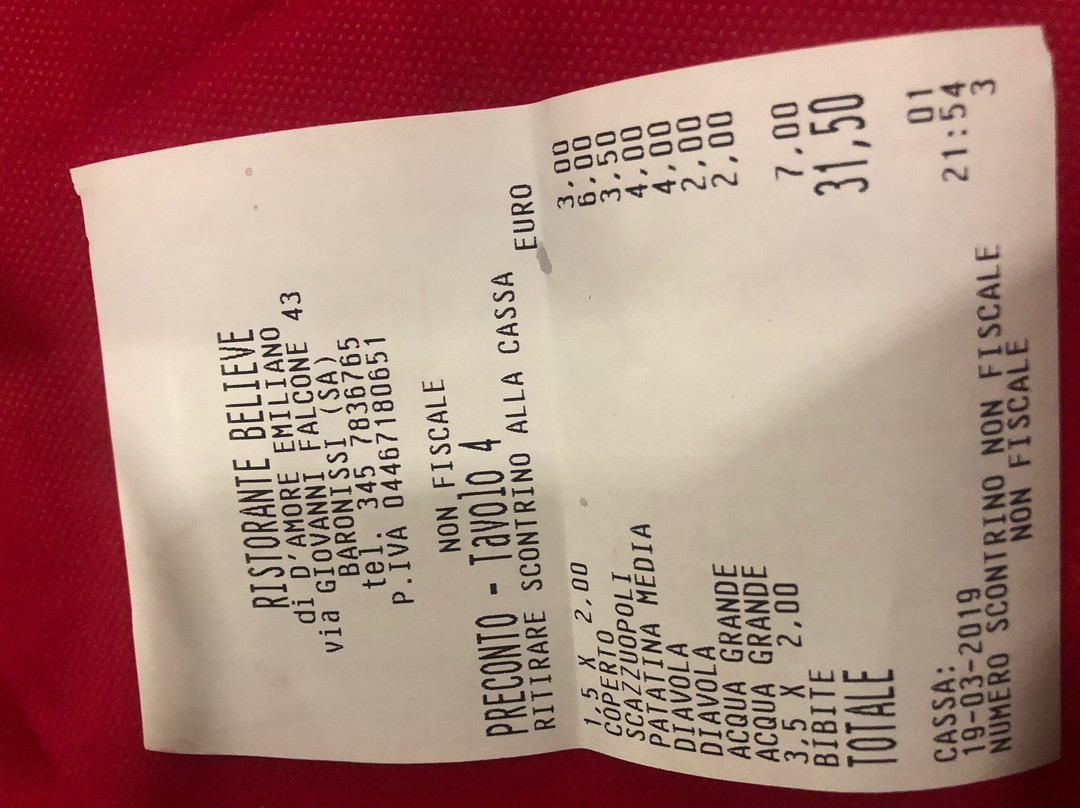 RISTORANTE BELIEVE
di D'AMORE EMILIANO
via GIOVANNI FALCONE 43
BARONISSI (SA)
tel. 345 7836765
P.IVA 04467180651
NON FISCALE
PRECONTO - Tavolo 4
RITIRARE SCONTRINO ALLA CASSA
EURO
1,5 X 2,00
COPERTO 3,00
SCAZZUOPOLI 6,00
PATATINA MEDIA 3,50
DIAVOLA 4,00
DIAVOLA 4,00
ACQUA GRANDE 2,00
ACQUA GRANDE 2,00
3,5 X 2,00
BIBITE 7,00
TOTALE 31,50
CASSA: 01
19-03-2019 21:54
NUMERO SCONTRINO NON FISCALE 3
NON FISCALE